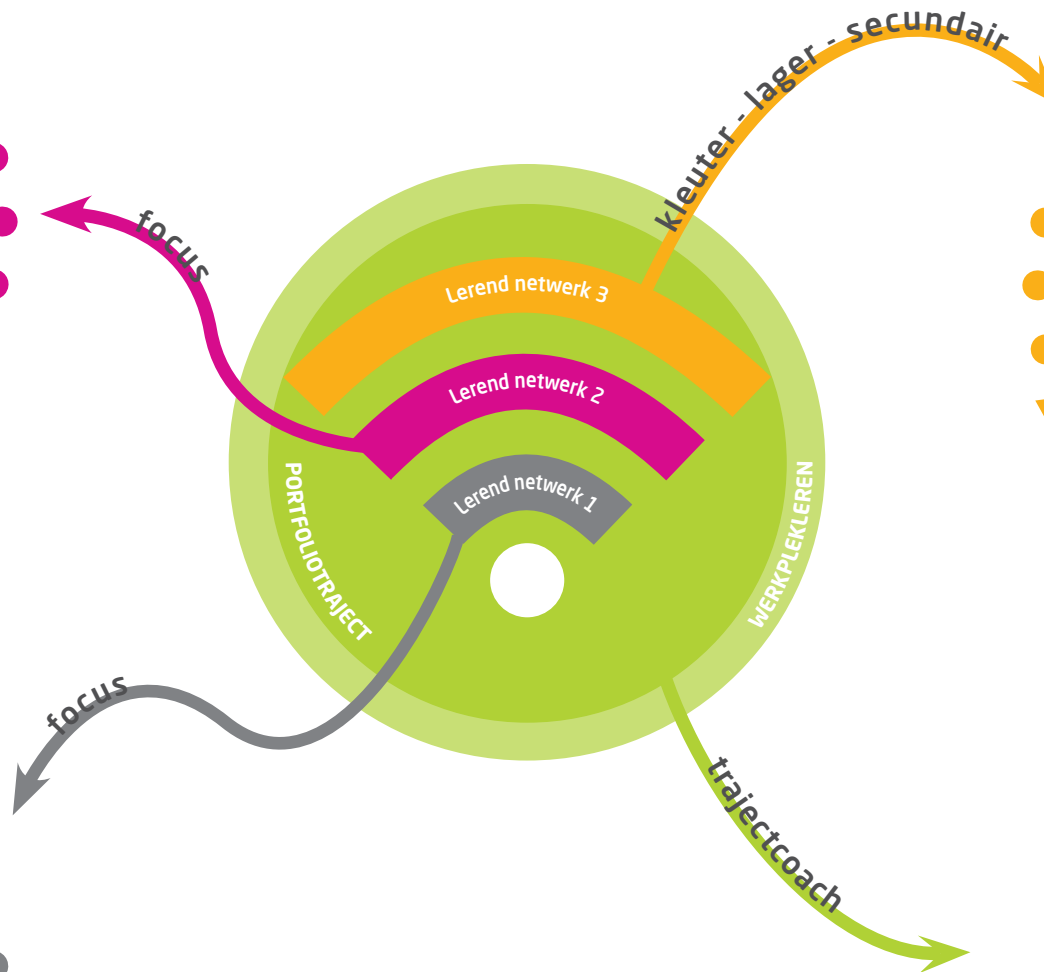 kleuter - lager - secundair
focus
Lerend netwerk 3
Lerend netwerk 2
Lerend netwerk 1
PORTFOLIOTRAJECT
WERKPLEKLEREN
focus
trajectcoach